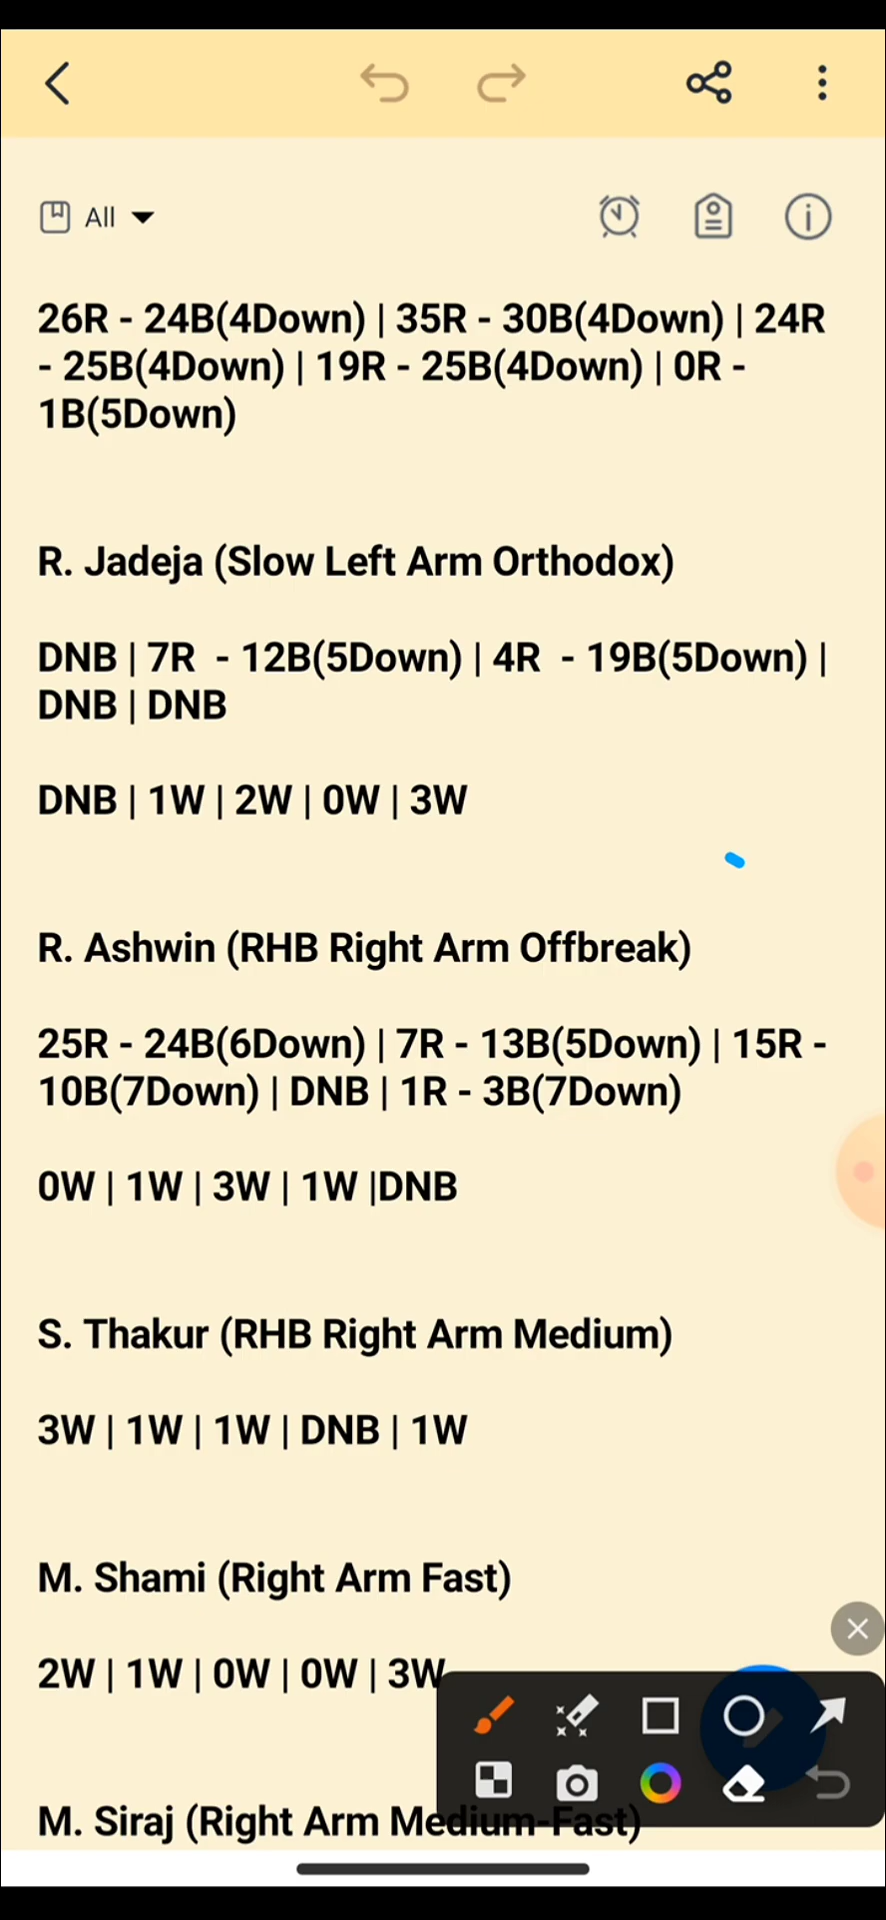 All
26R - 24B(4Down) | 35R - 30B(4Down) | 24R
- 25B(4Down) | 19R - 25B(4Down) | 0R -
1B(5Down)
R. Jadeja (Slow Left Arm Orthodox)
DNB | 7R  - 12B(5Down) | 4R  - 19B(5Down) |
DNB | DNB
DNB | 1W | 2W | 0W | 3W
R. Ashwin (RHB Right Arm Offbreak)
25R - 24B(6Down) | 7R - 13B(5Down) | 15R -
10B(7Down) | DNB | 1R - 3B(7Down)
0W | 1W | 3W | 1W |DNB
S. Thakur (RHB Right Arm Medium)
3W | 1W | 1W | DNB | 1W
M. Shami (Right Arm Fast)
2W | 1W | 0W | 0W | 3W
M. Siraj (Right Arm Medium-Fast)